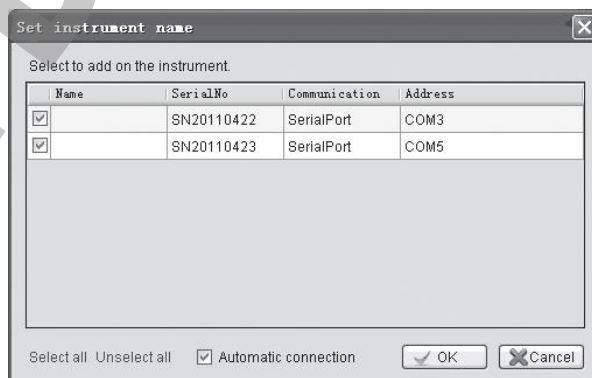 Set instrument name
Select to add on the instrument.
Name SerialNo Communication Address
SN20110422 SerialPort COM3
SN20110423 SerialPort COM5
Select all Unselect all Automatic connection OK Cancel